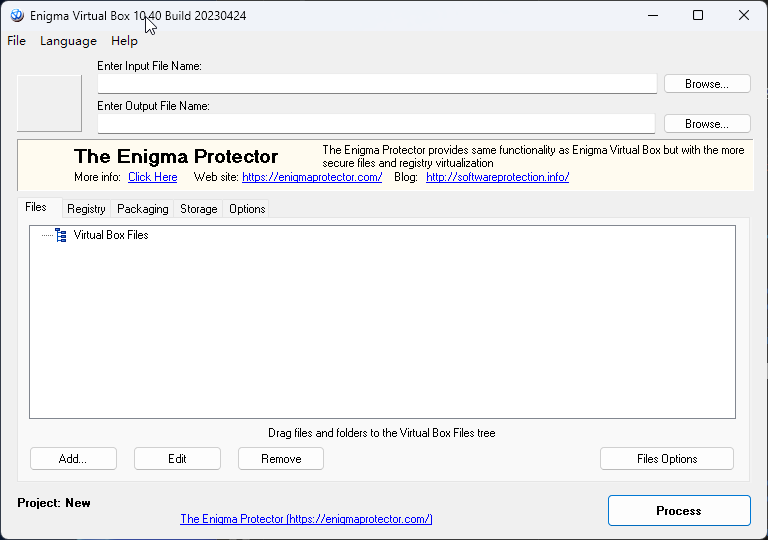 Enigma Virtual Box 10.40 Build 20230424
File Language Help
Enter Input File Name:
Browse...
Enter Output File Name:
Browse...
The Enigma Protector
The Enigma Protector provides same functionality as Enigma Virtual Box but with the more
secure files and registry virtualization
More info: Click Here Web site: https://enigmaprotector.com/ Blog: http://softwareprotection.info/
Files Registry Packaging Storage Options
Virtual Box Files
Drag files and folders to the Virtual Box Files tree
Add... Edit Remove Files Options
Project: New
The Enigma Protector (https://enigmaprotector.com/)
Process